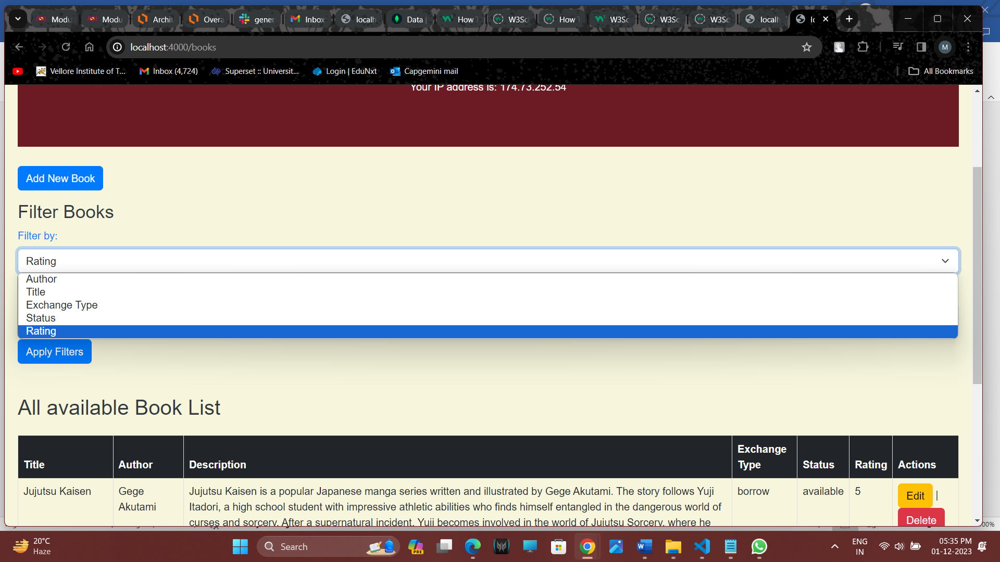 Modu
Modu
Archit
Overa
gener
Inbox
localh
Data |
How T
W3Sc
How T
W3Sc
W3Sc
W3Sc
localh
localhost:4000/books
M
Vellore Institute of T...
Inbox (4,724)
Superset :: Universit...
Login | EduNxt
Capgemini mail
All Bookmarks
Your IP address is: 174.73.252.54
Add New Book
Filter Books
Filter by:
Rating
Author
Title
Exchange Type
Status
Rating
Apply Filters
All available Book List
Title
Author
Description
Exchange
Type
Status
Rating
Actions
Jujutsu Kaisen
Gege
Akutami
Jujutsu Kaisen is a popular Japanese manga series written and illustrated by Gege Akutami. The story follows Yuji
Itadori, a high school student with impressive athletic abilities who finds himself entangled in the dangerous world of
curses and sorcery. After a supernatural incident, Yuji becomes involved in the world of Jujutsu Sorcery, where he
borrow
available
5
Edit |
Delete
20°C
Haze
Search
PRE
ENG
IN
05:35 PM
01-12-2023